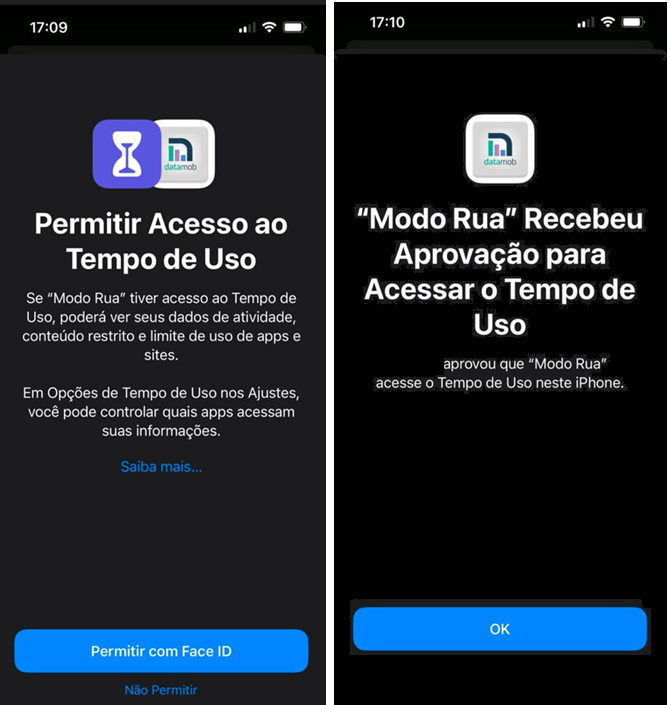 17:09
datamob
Permitir Acesso ao
Tempo de Uso
Se “Modo Rua” tiver acesso ao Tempo de
Uso, poderá ver seus dados de atividade,
conteúdo restrito e limite de uso de apps e
sites.
Em Opções de Tempo de Uso nos Ajustes,
você pode controlar quais apps acessam
suas informações.
Saiba mais...
Permitir com Face ID
Não Permitir
17:10
datamob
“Modo Rua” Recebeu
Aprovação para
Acessar o Tempo de
Uso
aprovou que “Modo Rua”
acesse o Tempo de Uso neste iPhone.
OK